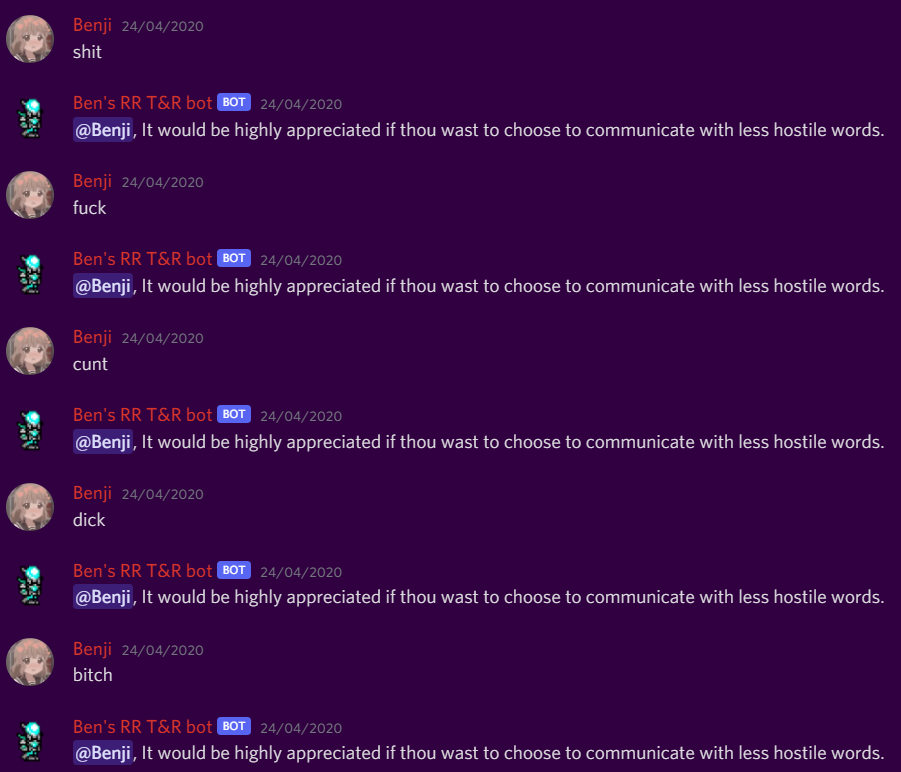 Benji 24/04/2020
shit
Ben's RR T&R bot BOT 24/04/2020
@Benji, It would be highly appreciated if thou wast to choose to communicate with less hostile words.
Benji 24/04/2020
fuck
Ben's RR T&R bot BOT 24/04/2020
@Benji, It would be highly appreciated if thou wast to choose to communicate with less hostile words.
Benji 24/04/2020
cunt
Ben's RR T&R bot BOT 24/04/2020
@Benji, It would be highly appreciated if thou wast to choose to communicate with less hostile words.
Benji 24/04/2020
dick
Ben's RR T&R bot BOT 24/04/2020
@Benji, It would be highly appreciated if thou wast to choose to communicate with less hostile words.
Benji 24/04/2020
bitch
Ben's RR T&R bot BOT 24/04/2020
@Benji, It would be highly appreciated if thou wast to choose to communicate with less hostile words.